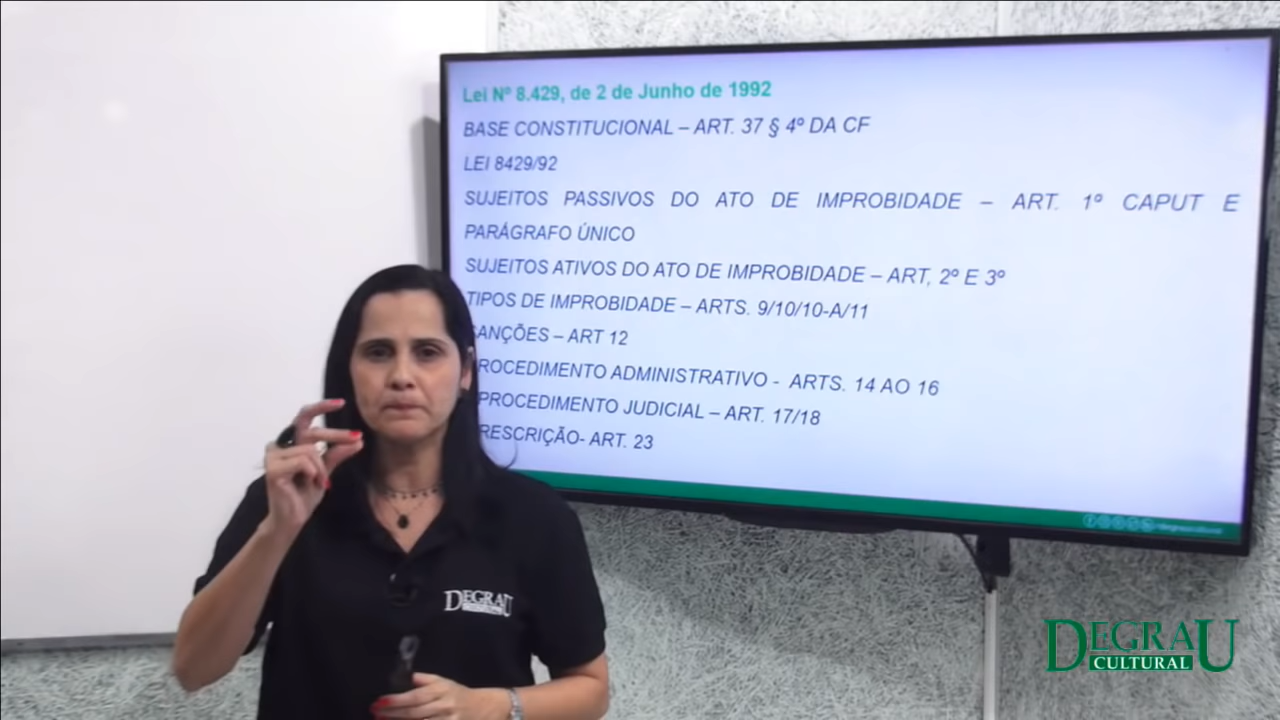 Lei Nº 8.429, de 2 de Junho de 1992
BASE CONSTITUCIONAL – ART. 37 § 4º DA CF
LEI 8429/92
SUJEITOS PASSIVOS DO ATO DE IMPROBIDADE – ART. 1º CAPUT E
PARÁGRAFO ÚNICO
SUJEITOS ATIVOS DO ATO DE IMPROBIDADE – ART, 2º E 3º
TIPOS DE IMPROBIDADE – ARTS. 9/10/10-A/11
SANÇÕES – ART 12
ROCEDIMENTO ADMINISTRATIVO - ARTS. 14 AO 16
PROCEDIMENTO JUDICIAL – ART. 17/18
RESCRIÇÃO- ART. 23
DEGRAU
DEGRAU
CULTURAL